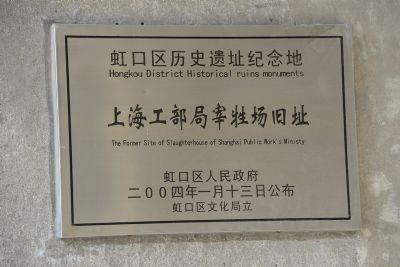 虹口区历史遗址纪念地
Hongkou District Historical ruins monuments
上海工部局宰牲场旧址
The Former Site of Slaughterhouse of Shanghai Public Work's Ministy
虹口区人民政府
二○○四年一月十三日公布
虹口区文化局立